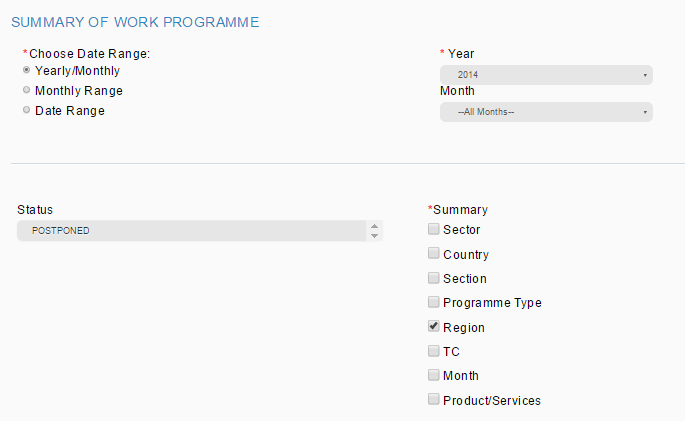 SUMMARY OF WORK PROGRAMME
*Choose Date Range:
Yearly/Monthly
Monthly Range
Date Range
* Year
2014
Month
--All Months--
Status
POSTPONED
*Summary
Sector
Country
Section
Programme Type
Region
TC
Month
Product/Services